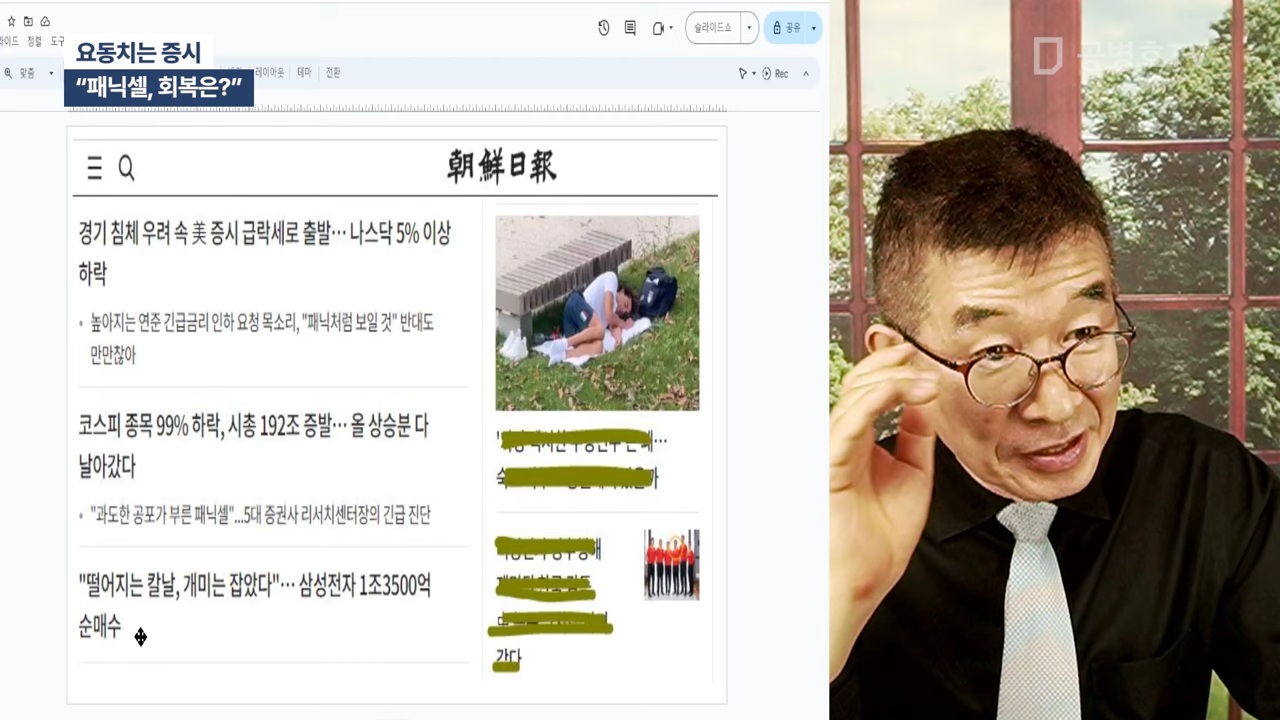 요동치는 증시
“패닉셀, 회복은?”
라이드 정렬 도구
슬라이드쇼
공유
맞춤
레이아웃 테마 전환
Rec
朝鮮日報
경기 침체 우려 속 美 증시 급락세로 출발… 나스닥 5% 이상
하락
• 높아지는 연준 긴급금리 인하 요청 목소리, "패닉처럼 보일 것" 반대도
만만찮아
코스피 종목 99% 하락, 시총 192조 증발… 올 상승분 다
날아갔다
• "과도한 공포가 부른 패닉셀"...5대 증권사 리서치센터장의 긴급 진단
"떨어지는 칼날, 개미는 잡았다"… 삼성전자 1조3500억
순매수
간다